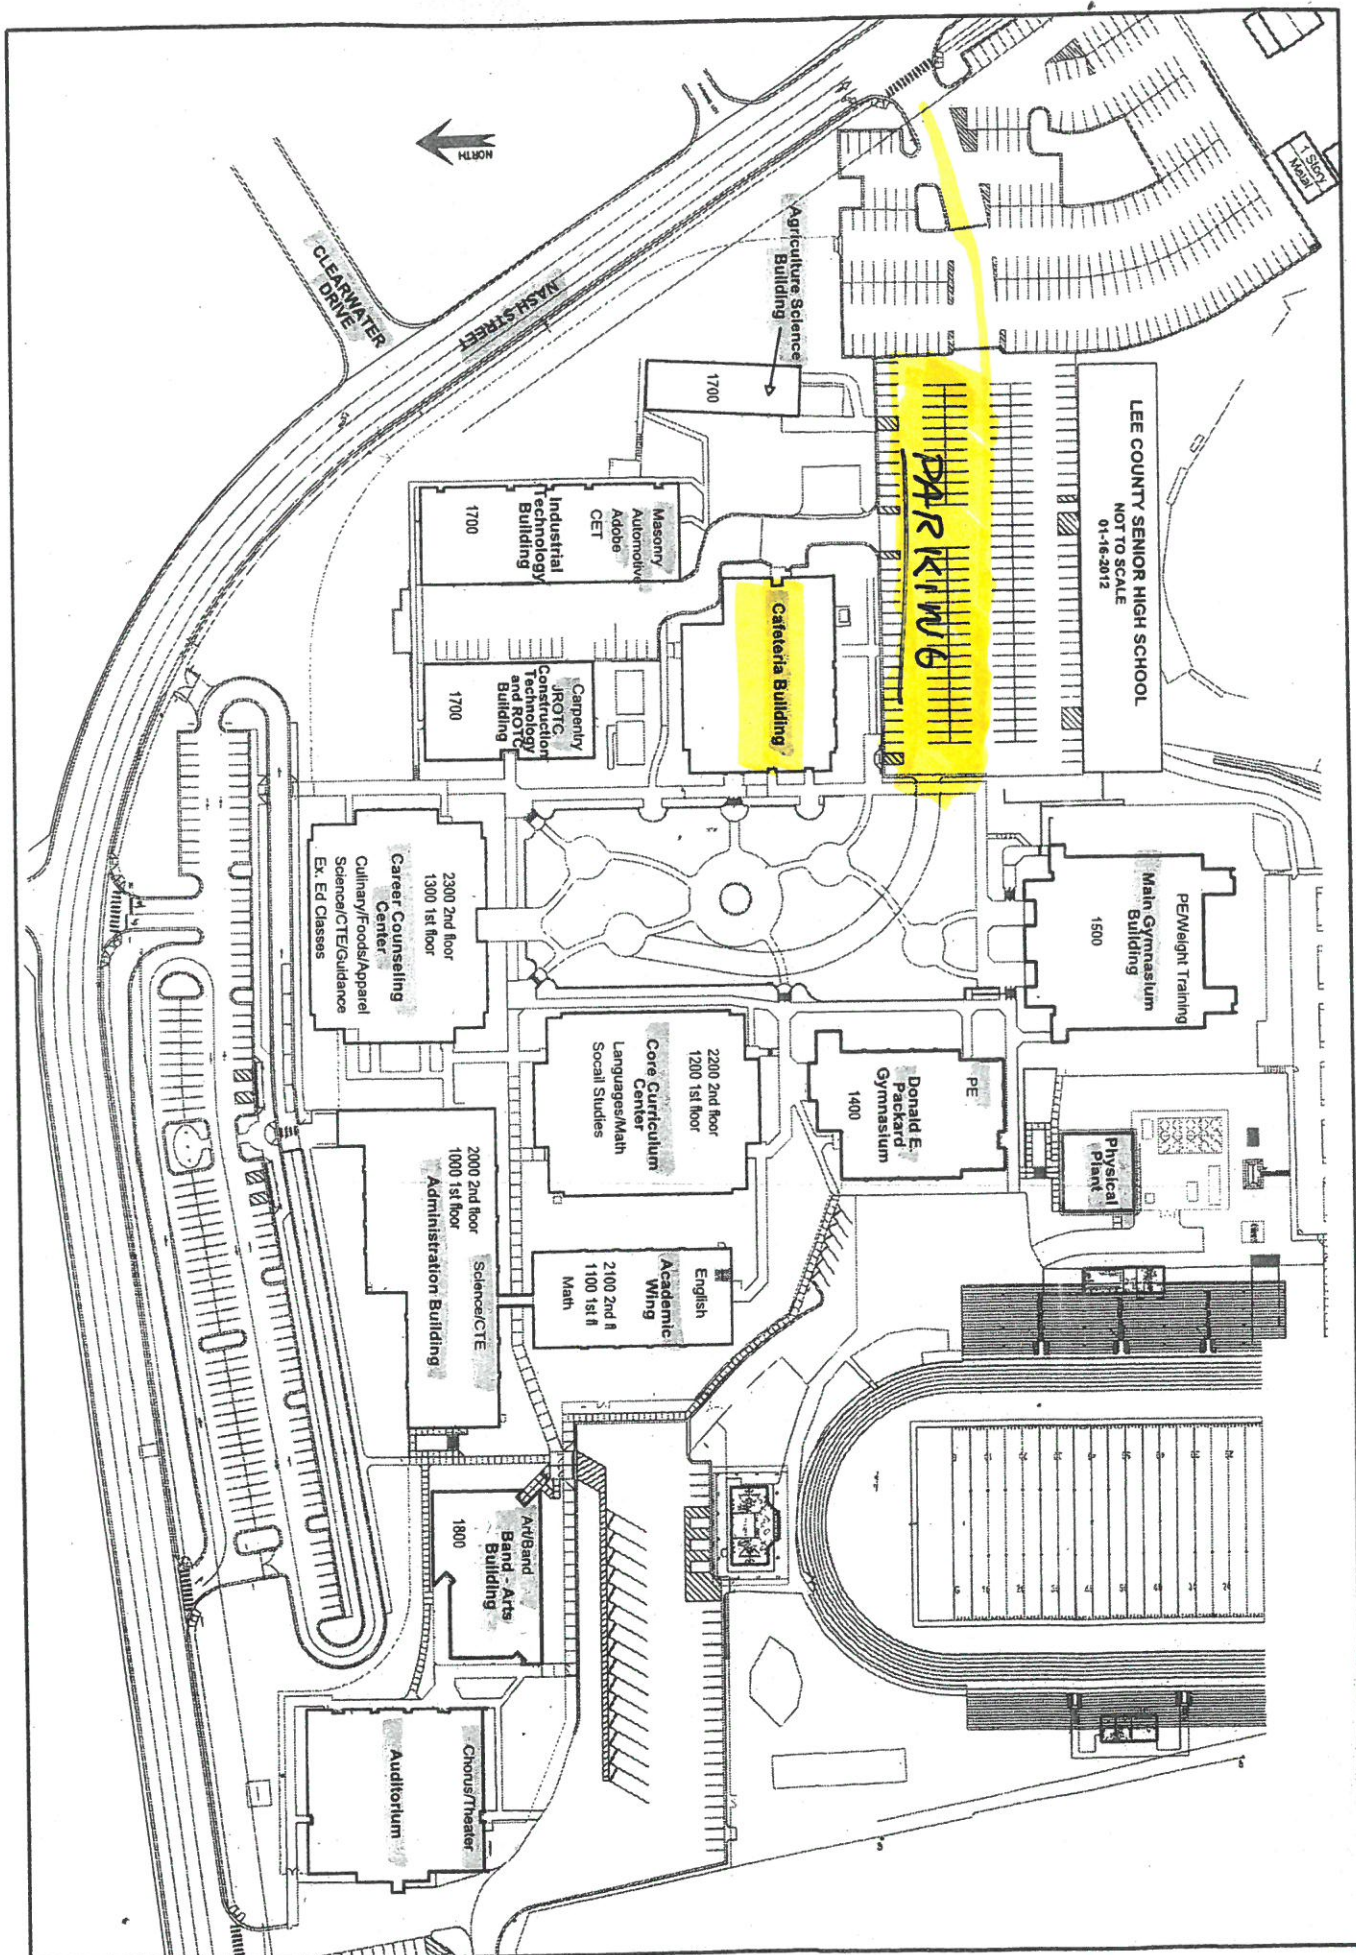 LEE COUNTY SENIOR HIGH SCHOOL
NOT TO SCALE
01-16-2012
1 Story
Metal
NORTH
CLEARWATER
DRIVE
NASH STREET
Agriculture Science
Building
1700
PARKING
Masonry
Automotive
Adobe
CET
Industrial
Technology
Building
1700
Cafeteria Building
Carpentry
JROTC
Construction
Technology
and ROTC
Building
1700
PE/Weight Training
Main Gymnasium
Building
1500
2300 2nd floor
1300 1st floor
Career Counseling
Center
Culinary/Foods/Apparel
Science/CTE/Guidance
Ex. Ed Classes
2200 2nd floor
1200 1st floor
Core Curriculum
Center
Languages/Math
Socail Studies
PE
Donald E.
Packard
Gymnasium
1400
Physical
Plant
English
Academic
Wing
2100 2nd fl
1100 1st fl
Math
Science/CTE
2000 2nd floor
1000 1st floor
Administration Building
Art/Band
Band - Arts
Building
1800
Chorus/Theater
Auditorium